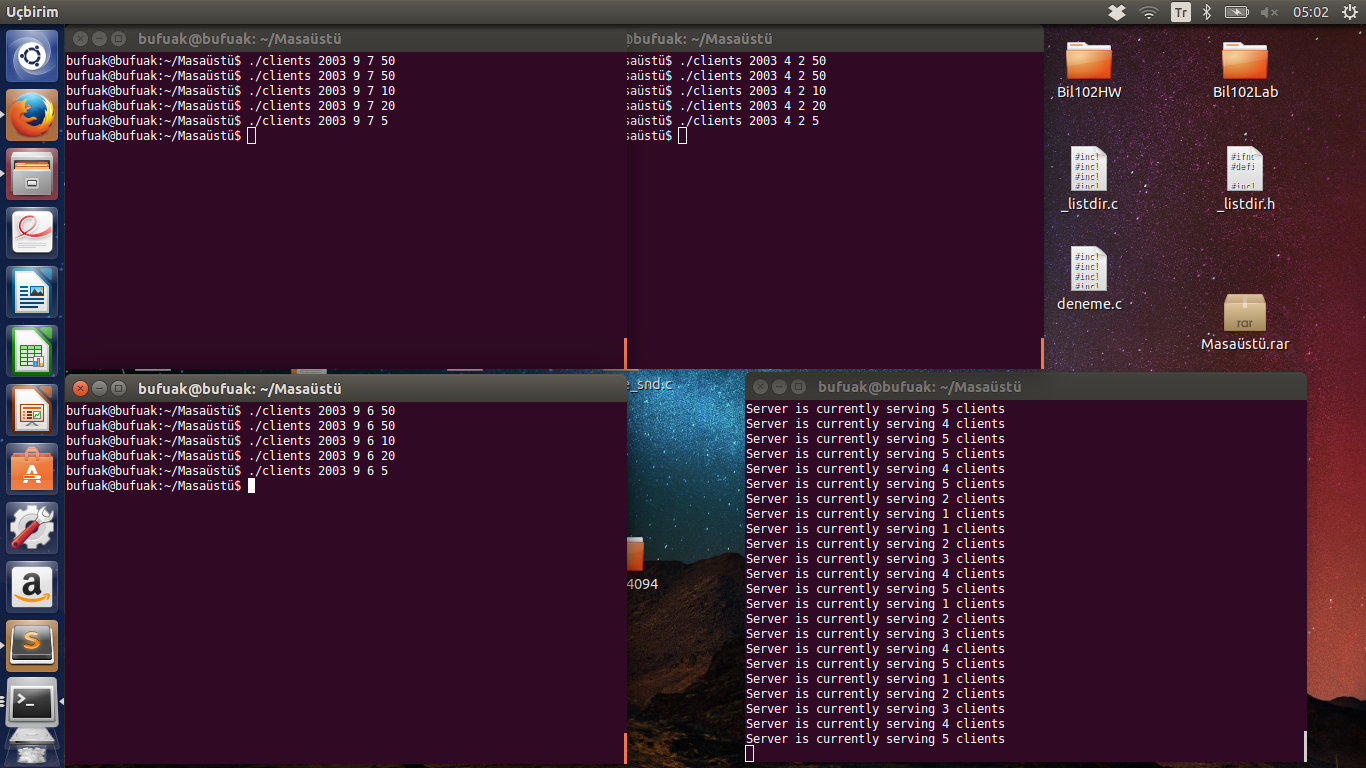 Uçbirim
Tr
05:02
bufuak@bufuak: ~/Masaüstü
bufuak@bufuak:~/Masaüstü$ ./clients 2003 9 7 50
bufuak@bufuak:~/Masaüstü$ ./clients 2003 9 7 50
bufuak@bufuak:~/Masaüstü$ ./clients 2003 9 7 10
bufuak@bufuak:~/Masaüstü$ ./clients 2003 9 7 20
bufuak@bufuak:~/Masaüstü$ ./clients 2003 9 7 5
bufuak@bufuak:~/Masaüstü$
@bufuak: ~/Masaüstü
saüstü$ ./clients 2003 4 2 50
saüstü$ ./clients 2003 4 2 50
saüstü$ ./clients 2003 4 2 10
saüstü$ ./clients 2003 4 2 20
saüstü$ ./clients 2003 4 2 5
saüstü$
Bil102HW
Bil102Lab
#incl
#incl
#incl
#incl
_listdir.c
#ifnd
#defi
#incl
_listdir.h
#incl
#incl
#incl
#incl
deneme.c
rar
Masaüstü.rar
bufuak@bufuak: ~/Masaüstü
bufuak@bufuak:~/Masaüstü$ ./clients 2003 9 6 50
bufuak@bufuak:~/Masaüstü$ ./clients 2003 9 6 50
bufuak@bufuak:~/Masaüstü$ ./clients 2003 9 6 10
bufuak@bufuak:~/Masaüstü$ ./clients 2003 9 6 20
bufuak@bufuak:~/Masaüstü$ ./clients 2003 9 6 5
bufuak@bufuak:~/Masaüstü$
e_snd.c
4094
bufuak@bufuak: ~/Masaüstü
Server is currently serving 5 clients
Server is currently serving 4 clients
Server is currently serving 5 clients
Server is currently serving 5 clients
Server is currently serving 4 clients
Server is currently serving 5 clients
Server is currently serving 2 clients
Server is currently serving 1 clients
Server is currently serving 1 clients
Server is currently serving 2 clients
Server is currently serving 3 clients
Server is currently serving 4 clients
Server is currently serving 5 clients
Server is currently serving 1 clients
Server is currently serving 2 clients
Server is currently serving 3 clients
Server is currently serving 4 clients
Server is currently serving 5 clients
Server is currently serving 1 clients
Server is currently serving 2 clients
Server is currently serving 3 clients
Server is currently serving 4 clients
Server is currently serving 5 clients